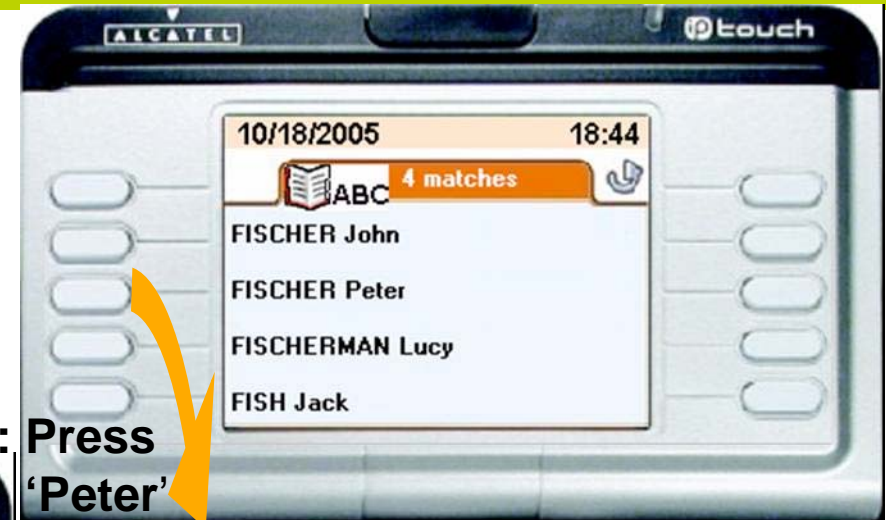 ALCATEL
iptouch
10/18/2005 18:44
ABC 4 matches
FISCHER John
FISCHER Peter
FISCHERMAN Lucy
FISH Jack
: Press
‘Peter’